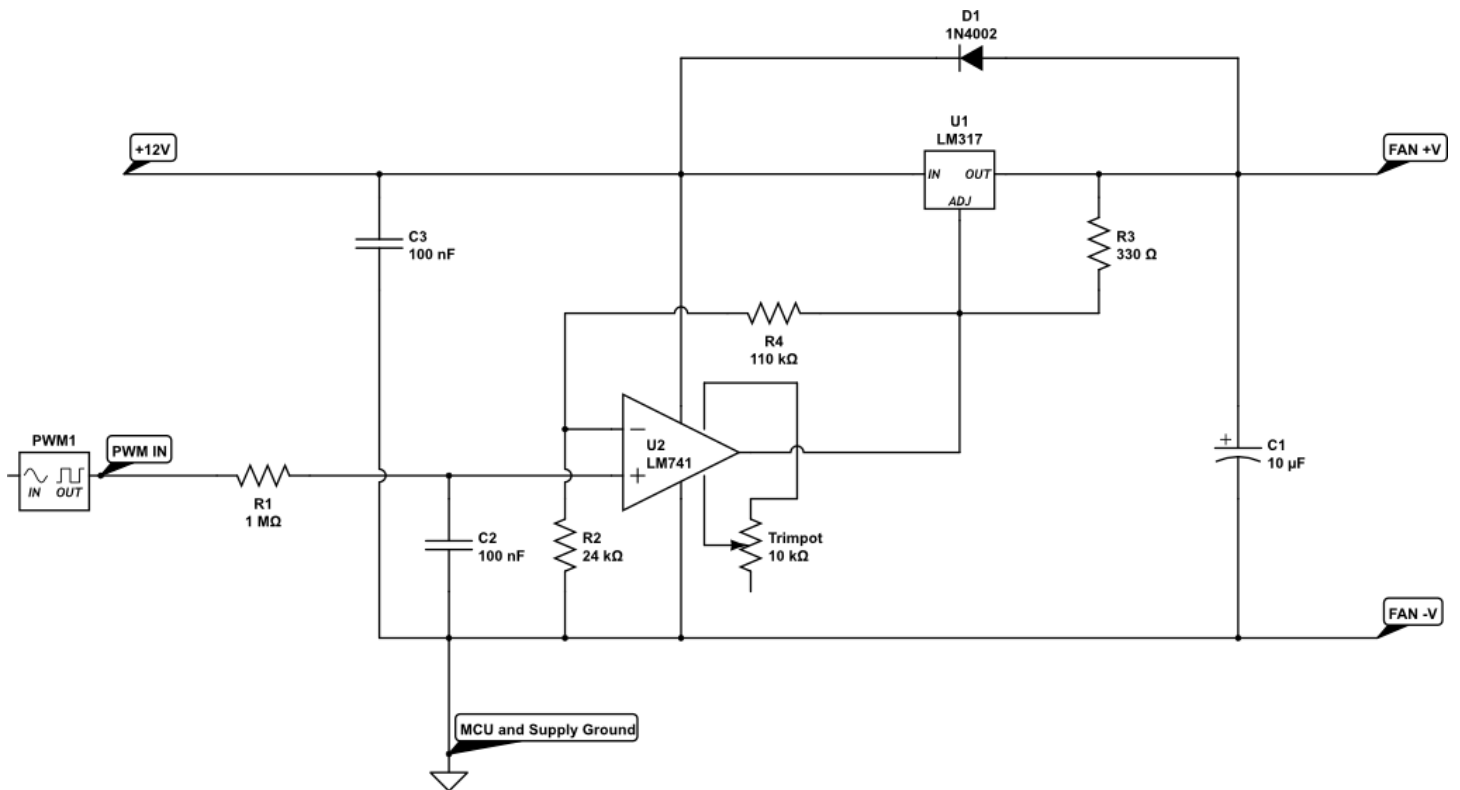 D1
1N4002
+12V
U1
LM317
IN OUT
ADJ
FAN +V
C3
100 nF
R3
330 Ω
R4
110 kΩ
PWM1
IN OUT
PWM IN
R1
1 MΩ
−
U2
LM741
+
C2
100 nF
R2
24 kΩ
Trimpot
10 kΩ
+
C1
10 µF
FAN -V
MCU and Supply Ground